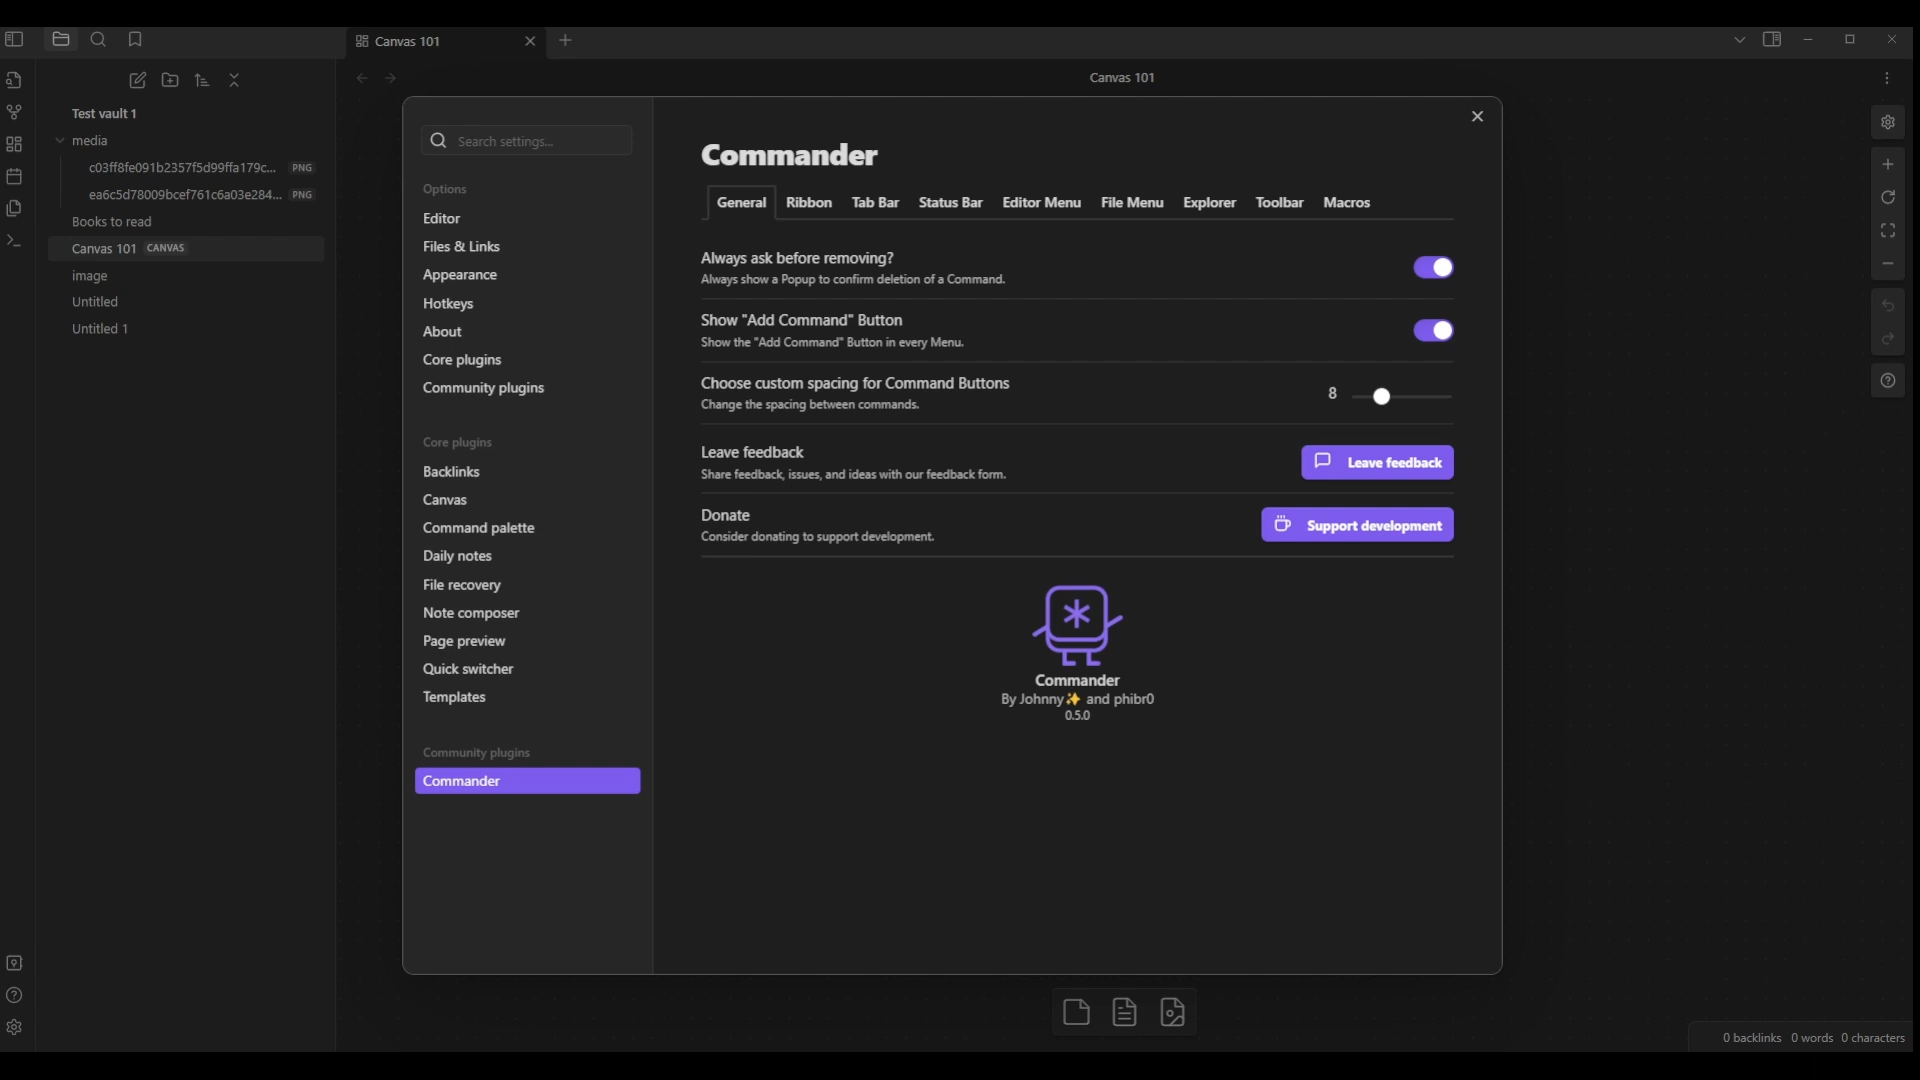 Canvas 101
Canvas 101
Test vault 1
media
c03ff8fe091b2357f5d99ffa179c... PNG
ea6c5d78009bcef761c6a03e284... PNG
Books to read
Canvas 101 CANVAS
image
Untitled
Untitled 1
Search settings...
Options
Editor
Files & Links
Appearance
Hotkeys
About
Core plugins
Community plugins
Core plugins
Backlinks
Canvas
Command palette
Daily notes
File recovery
Note composer
Page preview
Quick switcher
Templates
Community plugins
Commander
Commander
General Ribbon Tab Bar Status Bar Editor Menu File Menu Explorer Toolbar Macros
Always ask before removing?
Always show a Popup to confirm deletion of a Command.
Show "Add Command" Button
Show the "Add Command" Button in every Menu.
Choose custom spacing for Command Buttons
Change the spacing between commands.
8
Leave feedback
Share feedback, issues, and ideas with our feedback form.
Leave feedback
Donate
Consider donating to support development.
Support development
Commander
By Johnny✨ and phibr0
0.5.0
0 backlinks 0 words 0 characters